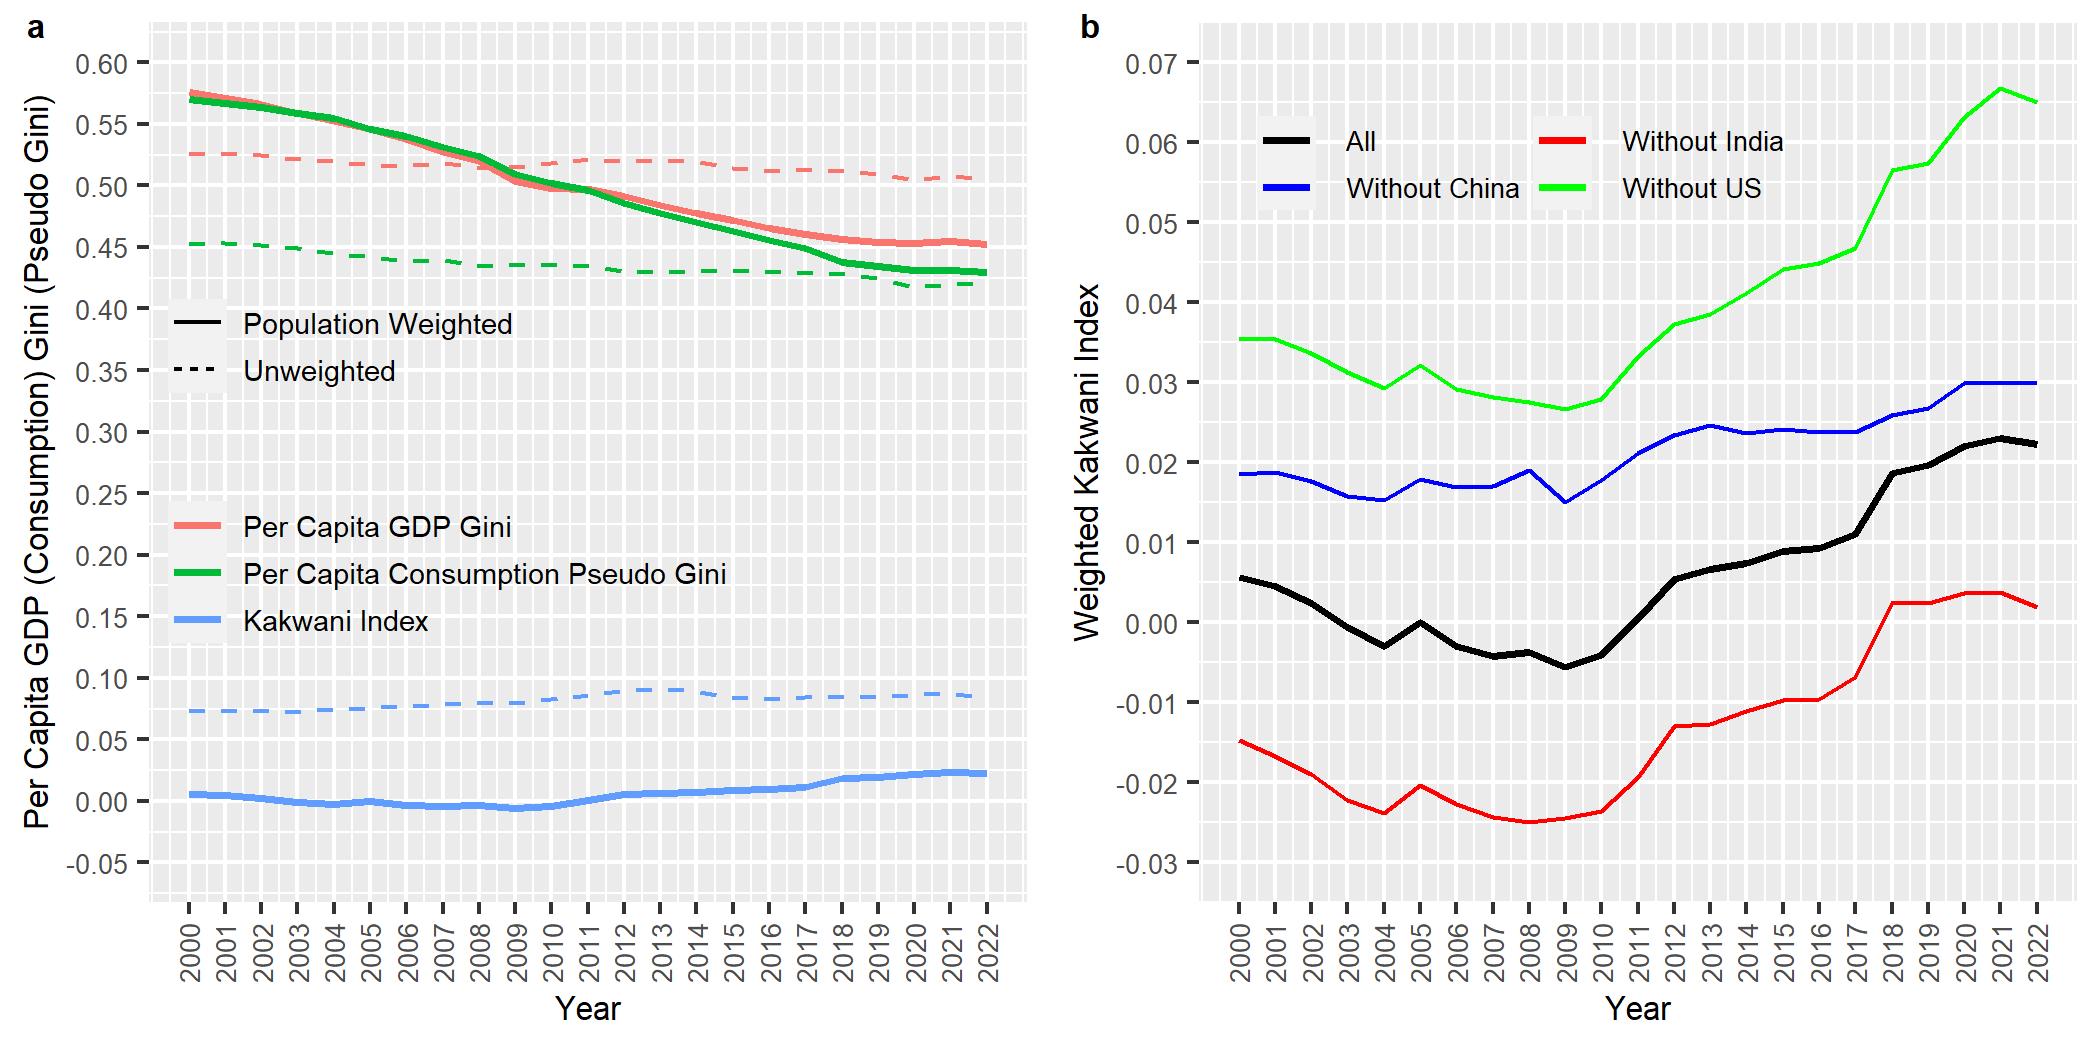 a
Per Capita GDP (Consumption) Gini (Pseudo Gini)
0.60
0.55
0.50
0.45
0.40
0.35
0.30
0.25
0.20
0.15
0.10
0.05
0.00
-0.05
Population Weighted
Unweighted
Per Capita GDP Gini
Per Capita Consumption Pseudo Gini
Kakwani Index
2000 2001 2002 2003 2004 2005 2006 2007 2008 2009 2010 2011 2012 2013 2014 2015 2016 2017 2018 2019 2020 2021 2022
Year
b
Weighted Kakwani Index
0.07
0.06
0.05
0.04
0.03
0.02
0.01
0.00
-0.01
-0.02
-0.03
All
Without China
Without India
Without US
2000 2001 2002 2003 2004 2005 2006 2007 2008 2009 2010 2011 2012 2013 2014 2015 2016 2017 2018 2019 2020 2021 2022
Year